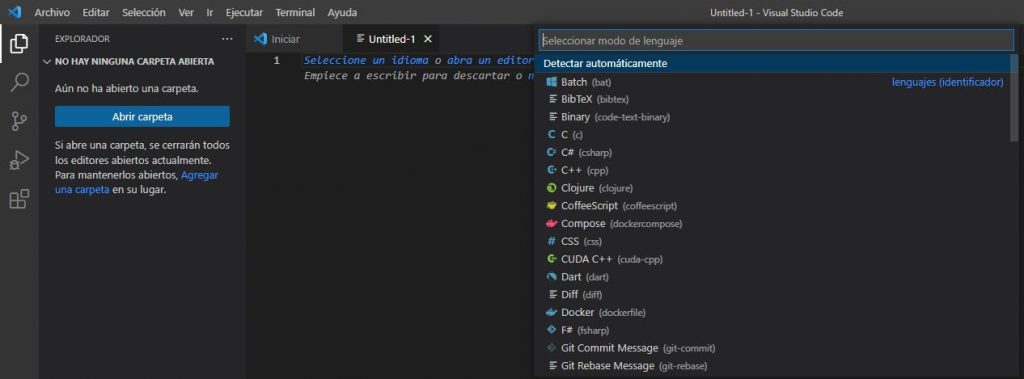 Archivo Editar Selección Ver Ir Ejecutar Terminal Ayuda
Untitled-1 - Visual Studio Code
EXPLORADOR
NO HAY NINGUNA CARPETA ABIERTA
Aún no ha abierto una carpeta.
Abrir carpeta
Si abre una carpeta, se cerrarán todos
los editores abiertos actualmente.
Para mantenerlos abiertos, Agregar
una carpeta en su lugar.
Iniciar
Untitled-1
1
Seleccione un idioma o abra un editor
Empiece a escribir para descartar o
Seleccionar modo de lenguaje
Detectar automáticamente
Batch (bat)
lenguajes (identificador)
BibTeX (bibtex)
Binary (code-text-binary)
C (c)
C# (csharp)
C++ (cpp)
Clojure (clojure)
CoffeeScript (coffeescript)
Compose (dockercompose)
CSS (css)
CUDA C++ (cuda-cpp)
Dart (dart)
Diff (diff)
Docker (dockerfile)
F# (fsharp)
Git Commit Message (git-commit)
Git Rebase Message (git-rebase)